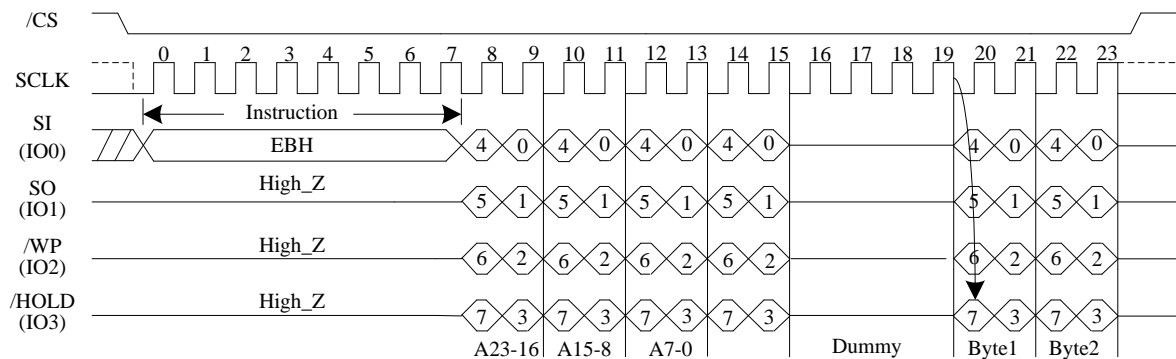 /CS
0 1 2 3 4 5 6 7 8 9 10 11 12 13 14 15 16 17 18 19 20 21 22 23
SCLK
Instruction
SI
(IO0)
EBH
4 0 4 0 4 0 4 0 4 0 4 0
SO
(IO1)
High_Z
5 1 5 1 5 1 5 1 5 1 5 1
/WP
(IO2)
High_Z
6 2 6 2 6 2 6 2 6 2 6 2
/HOLD
(IO3)
High_Z
7 3 7 3 7 3 7 3 7 3 7 3
A23-16 A15-8 A7-0 Dummy Byte1 Byte2